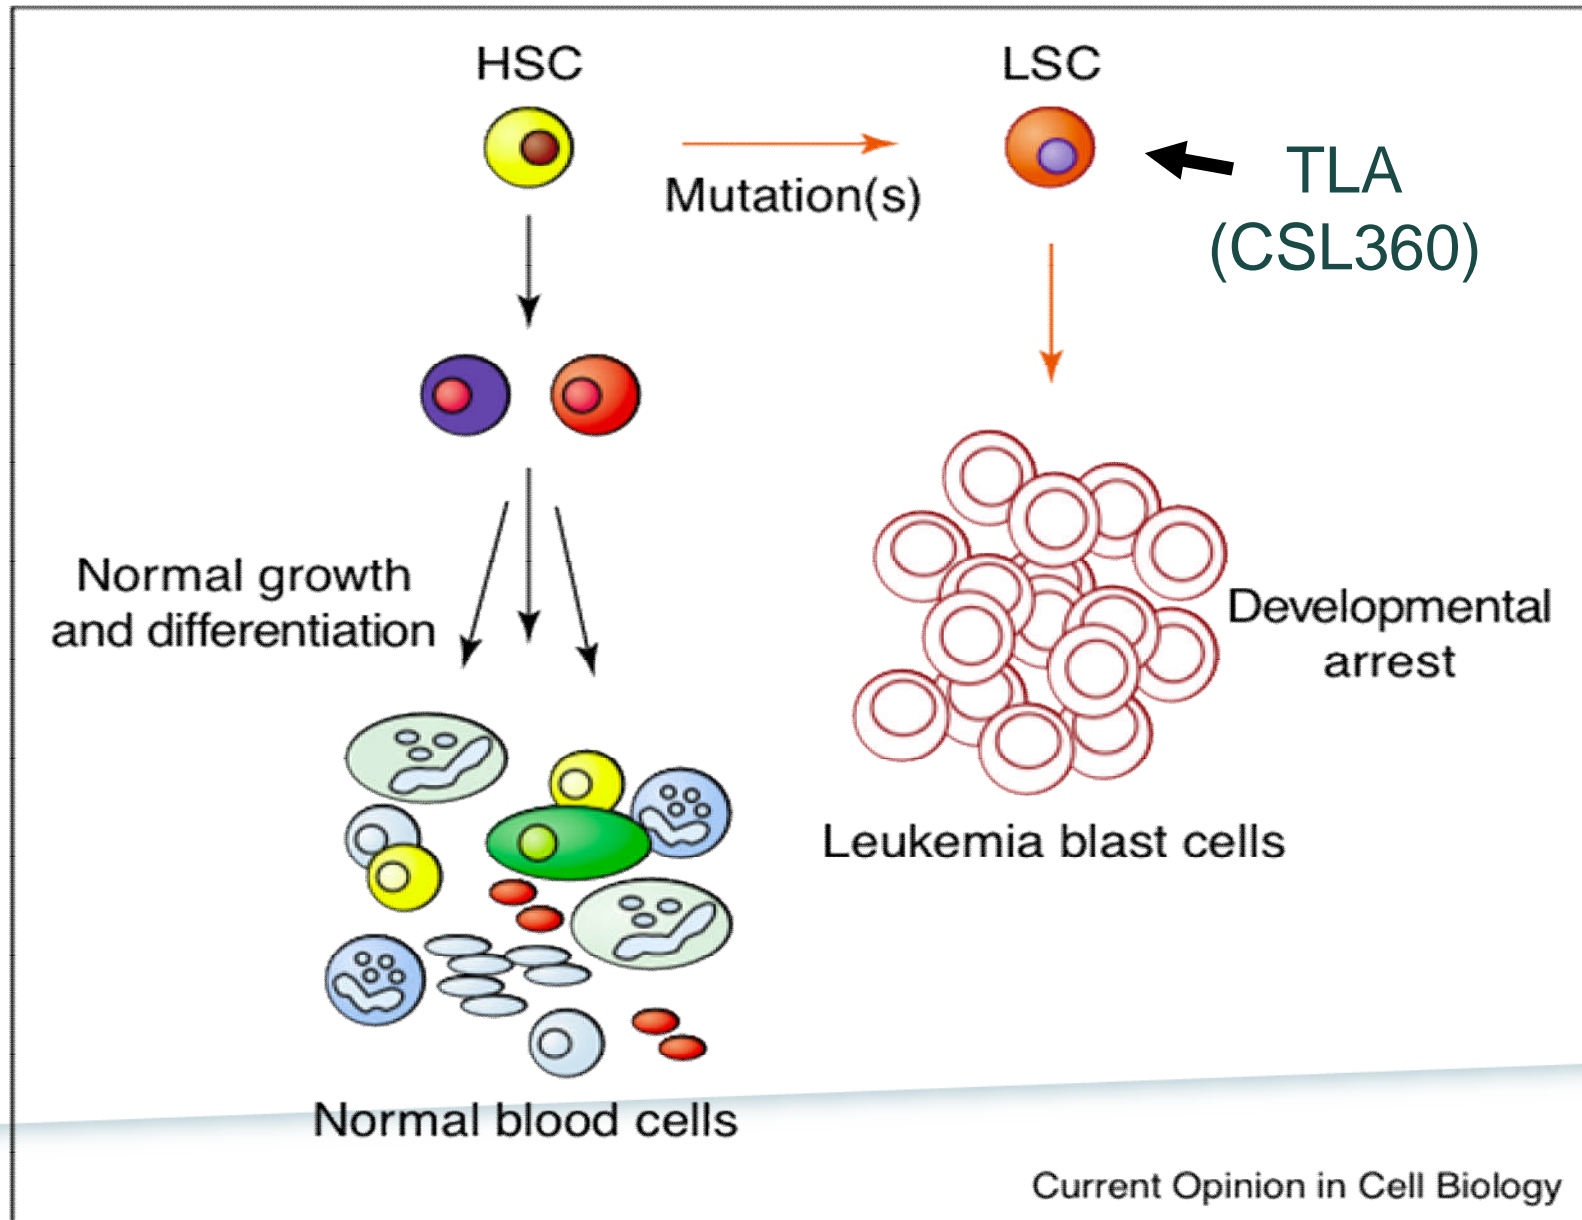 HSC
LSC
Mutation(s)
TLA
(CSL360)
Normal growth
and differentiation
Developmental
arrest
Leukemia blast cells
Normal blood cells
Current Opinion in Cell Biology